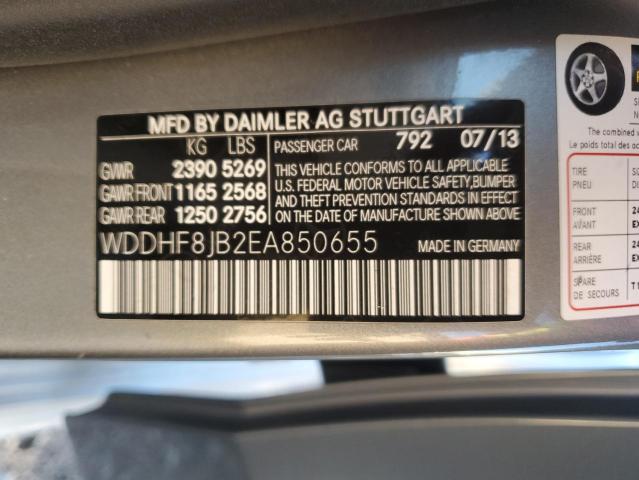 MFD BY DAIMLER AG STUTTGART
KG LBS PASSENGER CAR 792 07/13
GVWR 2390 5269
GAWR FRONT 1165 2568
GAWR REAR 1250 2756
THIS VEHICLE CONFORMS TO ALL APPLICABLE
U.S. FEDERAL MOTOR VEHICLE SAFETY, BUMPER
AND THEFT PREVENTION STANDARDS IN EFFECT
ON THE DATE OF MANUFACTURE SHOWN ABOVE.
WDDHF8JB2EA850655 MADE IN GERMANY
The combined
Le poids total des
TIRE
PNEU
FRONT
AVANT
REAR
ARRIÈRE
SPARE
DE SECOURS